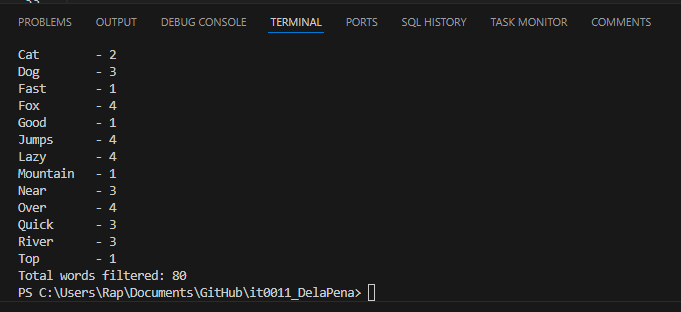 PROBLEMS OUTPUT DEBUG CONSOLE TERMINAL PORTS SQL HISTORY TASK MONITOR COMMENTS
Cat - 2
Dog - 3
Fast - 1
Fox - 4
Good - 1
Jumps - 4
Lazy - 4
Mountain - 1
Near - 3
Over - 4
Quick - 3
River - 3
Top - 1
Total words filtered: 80
PS C:\Users\Rap\Documents\GitHub\it0011_DelaPena>